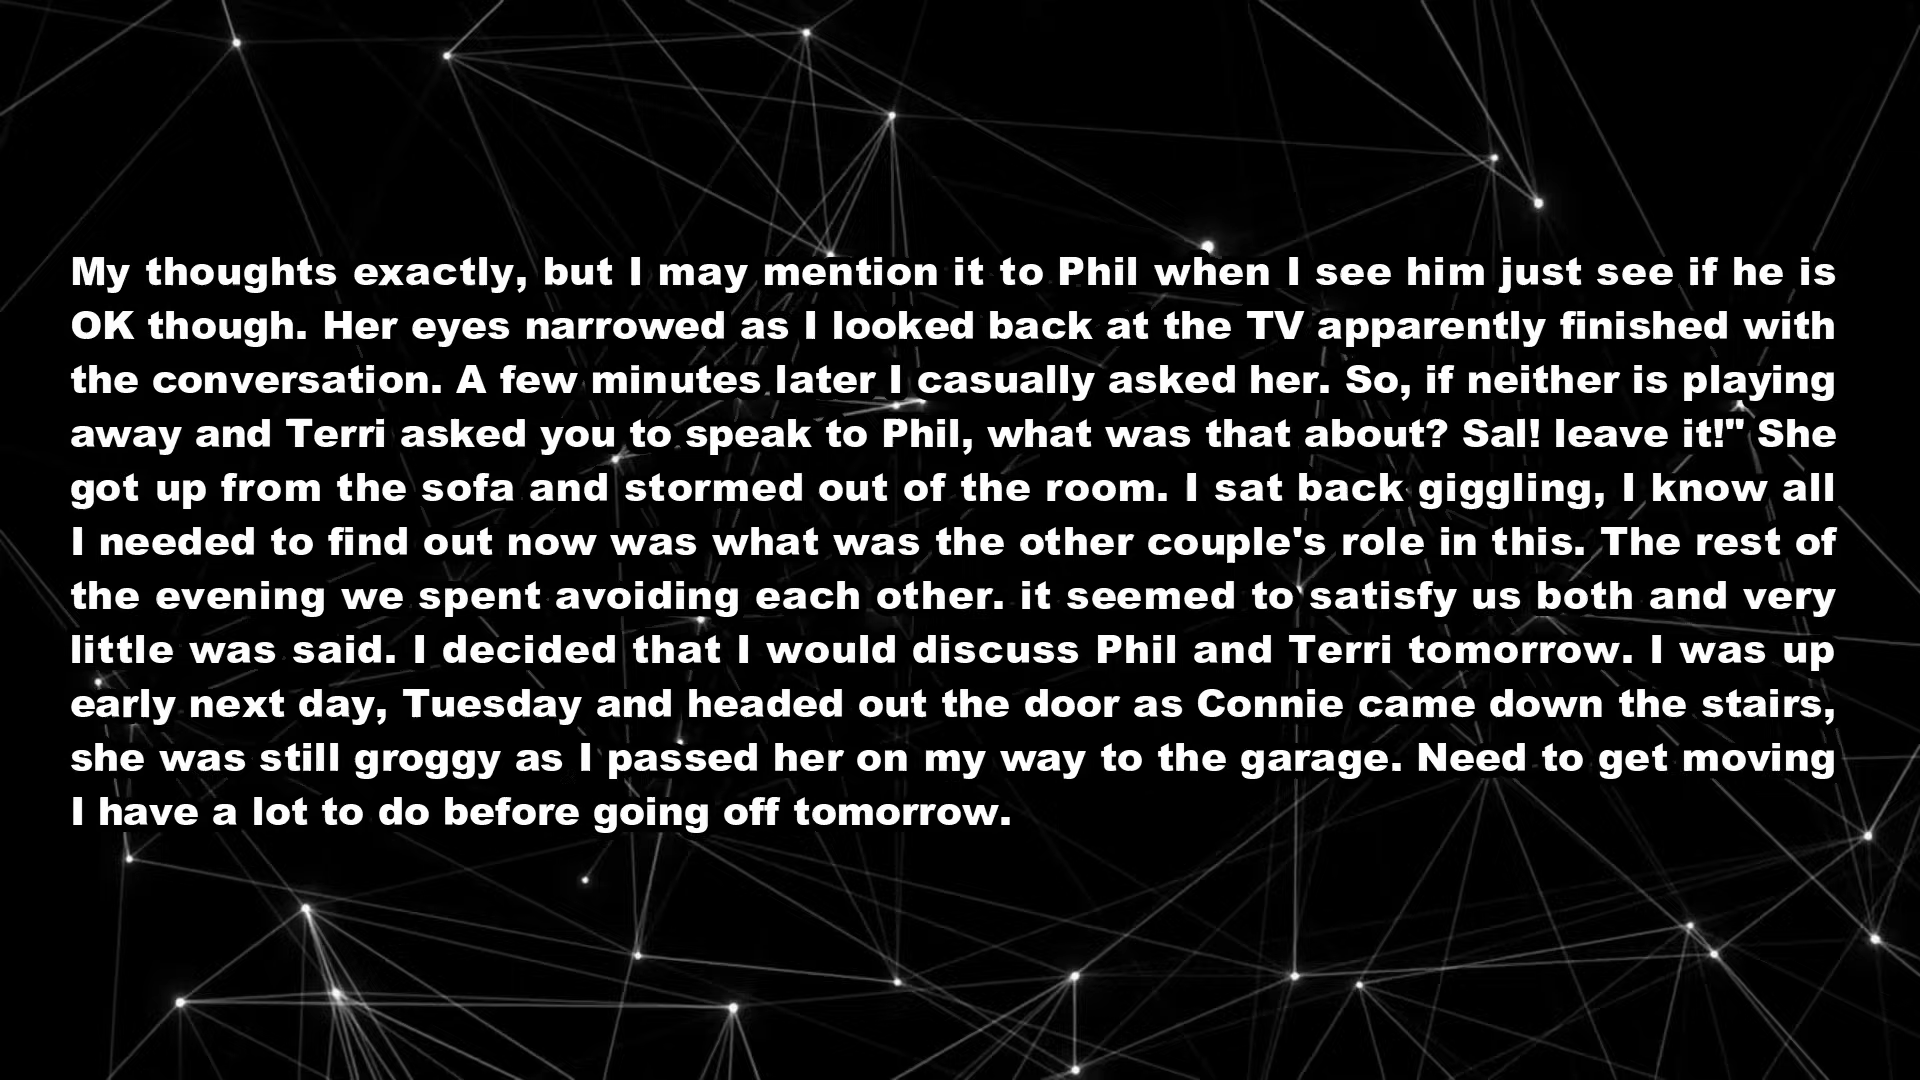 My thoughts exactly, but I may mention it to Phil when I see him just see if he is
OK though. Her eyes narrowed as I looked back at the TV apparently finished with
the conversation. A few minutes later I casually asked her. So, if neither is playing
away and Terri asked you to speak to Phil, what was that about? Sal! leave it!" She
got up from the sofa and stormed out of the room. I sat back giggling, I know all
I needed to find out now was what was the other couple's role in this. The rest of
the evening we spent avoiding each other. it seemed to satisfy us both and very
little was said. I decided that I would discuss Phil and Terri tomorrow. I was up
early next day, Tuesday and headed out the door as Connie came down the stairs,
she was still groggy as I passed her on my way to the garage. Need to get moving
I have a lot to do before going off tomorrow.